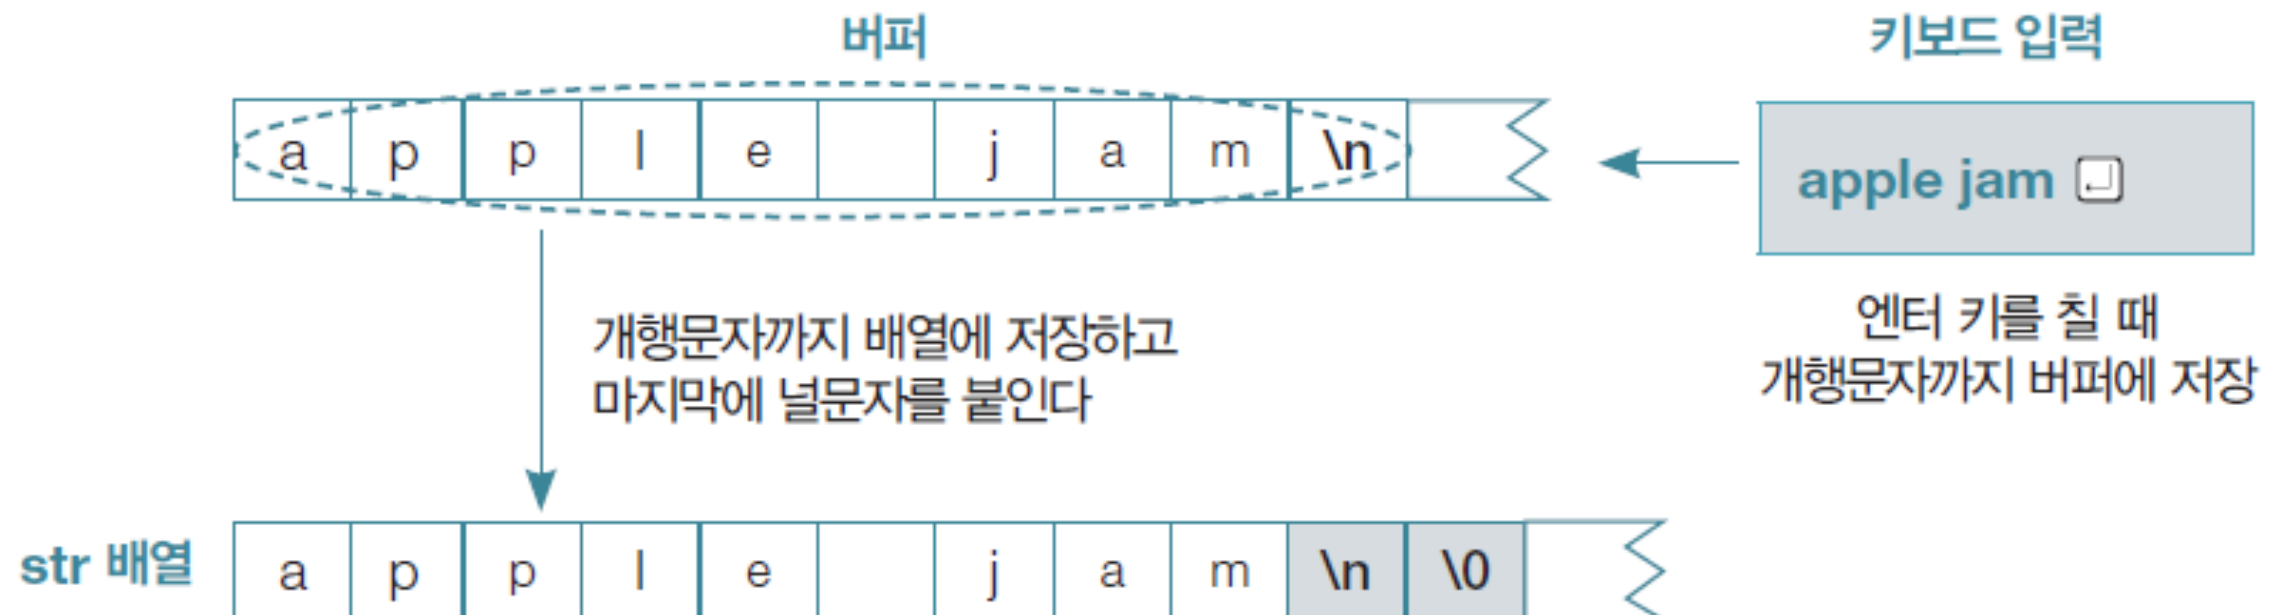 버퍼
키보드 입력
a p p l e j a m \n
apple jam
개행문자까지 배열에 저장하고
마지막에 널문자를 붙인다
엔터 키를 칠 때
개행문자까지 버퍼에 저장
str 배열
a p p l e j a m \n \0